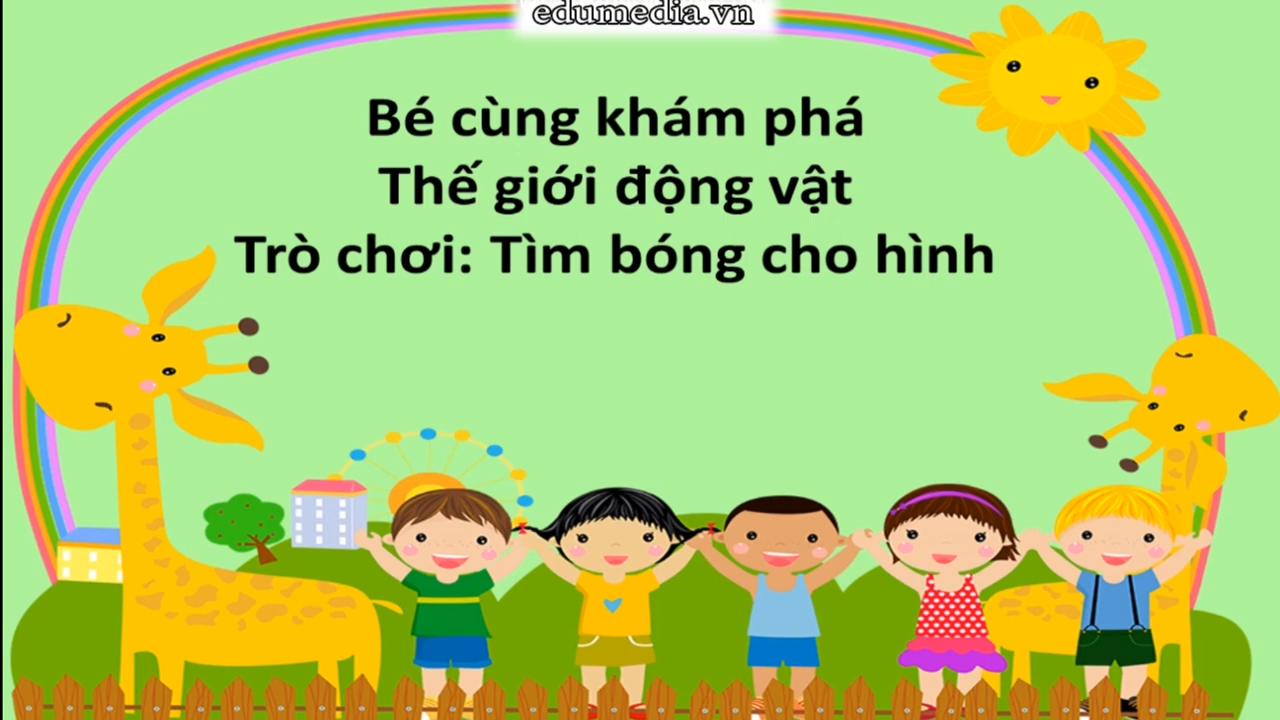 edumedia.vn
Bé cùng khám phá
Thế giới động vật
Trò chơi: Tìm bóng cho hình